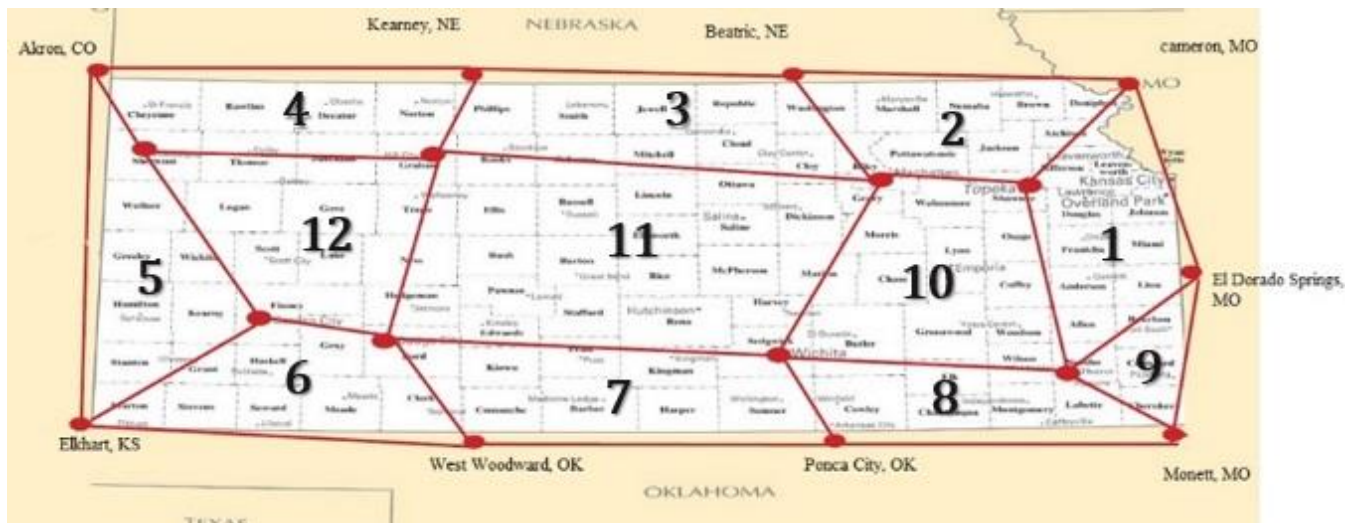 Kearney, NE
NEBRASKA
Beatric, NE
Akron, CO
cameron, MO
MO
4
3
2
Cheyenne
Rawlins
Decatur
Norton
Phillips
Smith
Jewell
Republic
Washington
Marshall
Nemaha
Brown
Doniphan
Cloud
Mitchell
Clay
Riley
Pottawatomie
Jackson
Sherman
Thomas
Graham
Rooks
Manhattan
Topeka
Shawnee
Kansas City
Lawrence
Overland Park
Douglas
Johnson
Wallace
Logan
Gove
Trego
Ellis
Russell
Lincoln
Ottawa
Salina
Saline
Dickinson
Geary
Wabaunsee
Morris
12
11
10
1
5
Scott
Scott City
Lane
Ness
Rush
Barton
Rice
McPherson
Marion
Chase
Lyon
Emporia
Osage
Coffey
Franklin
Miami
Anderson
Linn
Greeley
Wichita
Hamilton
Kearny
Finney
Hodgeman
Pawnee
Stafford
Hutchinson
Reno
Harvey
Sedgwick
Wichita
Butler
Greenwood
Woodson
Allen
El Dorado Springs,
MO
Edwards
Gray
Ford
Kiowa
Kingman
Wilson
Stanton
Grant
Haskell
6
7
8
9
Morton
Stevens
Seward
Meade
Clark
Comanche
Barber
Harper
Sumner
Cowley
Montgomery
Labette
Cherokee
Elkhart, KS
West Woodward, OK
Ponca City, OK
Monett, MO
OKLAHOMA
TEXAS